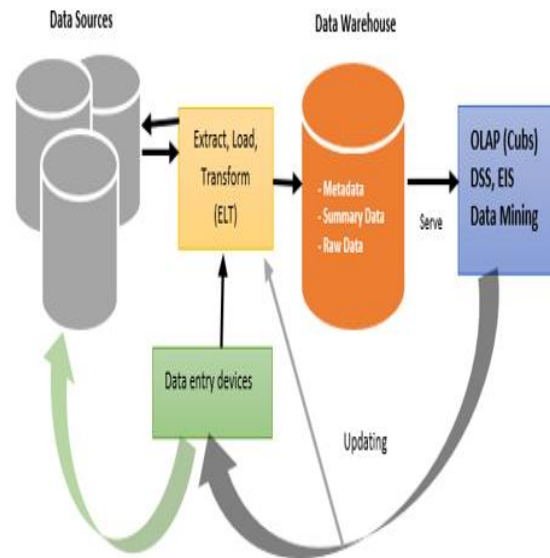 Data Sources
Data Warehouse
Extract, Load,
Transform
(ELT)
- Metadata
- Summary Data
- Raw Data
Serve
OLAP (Cubs)
DSS, EIS
Data Mining
Data entry devices
Updating